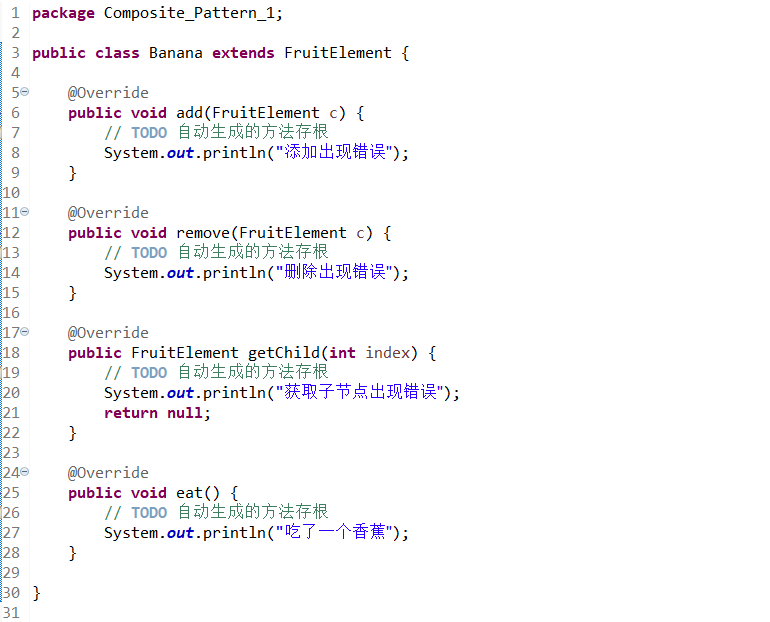 1 package Composite_Pattern_1;
2
3 public class Banana extends FruitElement {
4
5     @Override
6     public void add(FruitElement c) {
7         // TODO 自动生成的方法存根
8         System.out.println("添加出现错误");
9     }
10
11     @Override
12     public void remove(FruitElement c) {
13         // TODO 自动生成的方法存根
14         System.out.println("删除出现错误");
15     }
16
17     @Override
18     public FruitElement getChild(int index) {
19         // TODO 自动生成的方法存根
20         System.out.println("获取子节点出现错误");
21         return null;
22     }
23
24     @Override
25     public void eat() {
26         // TODO 自动生成的方法存根
27         System.out.println("吃了一个香蕉");
28     }
29
30 }
31